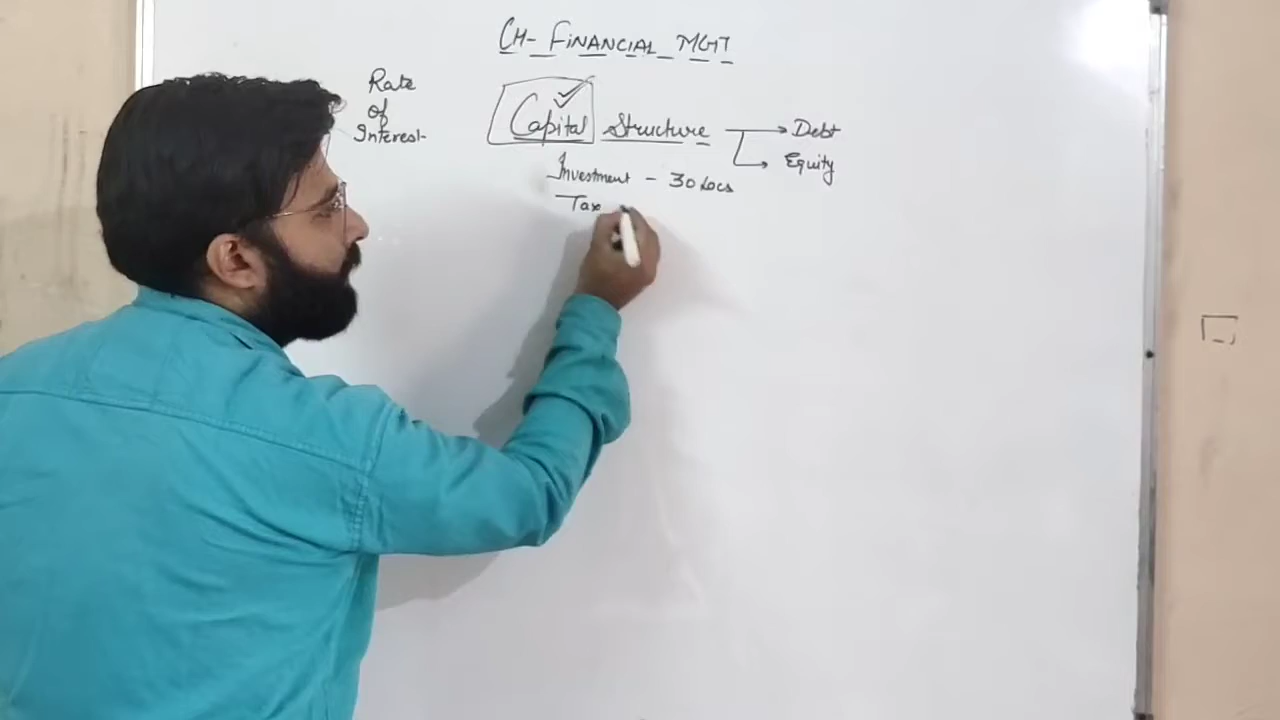 CH- FINANCIAL MGT
Rate
of
Interest
Capital Structure
Debt
Equity
Investment - 30 Lacs
Tax